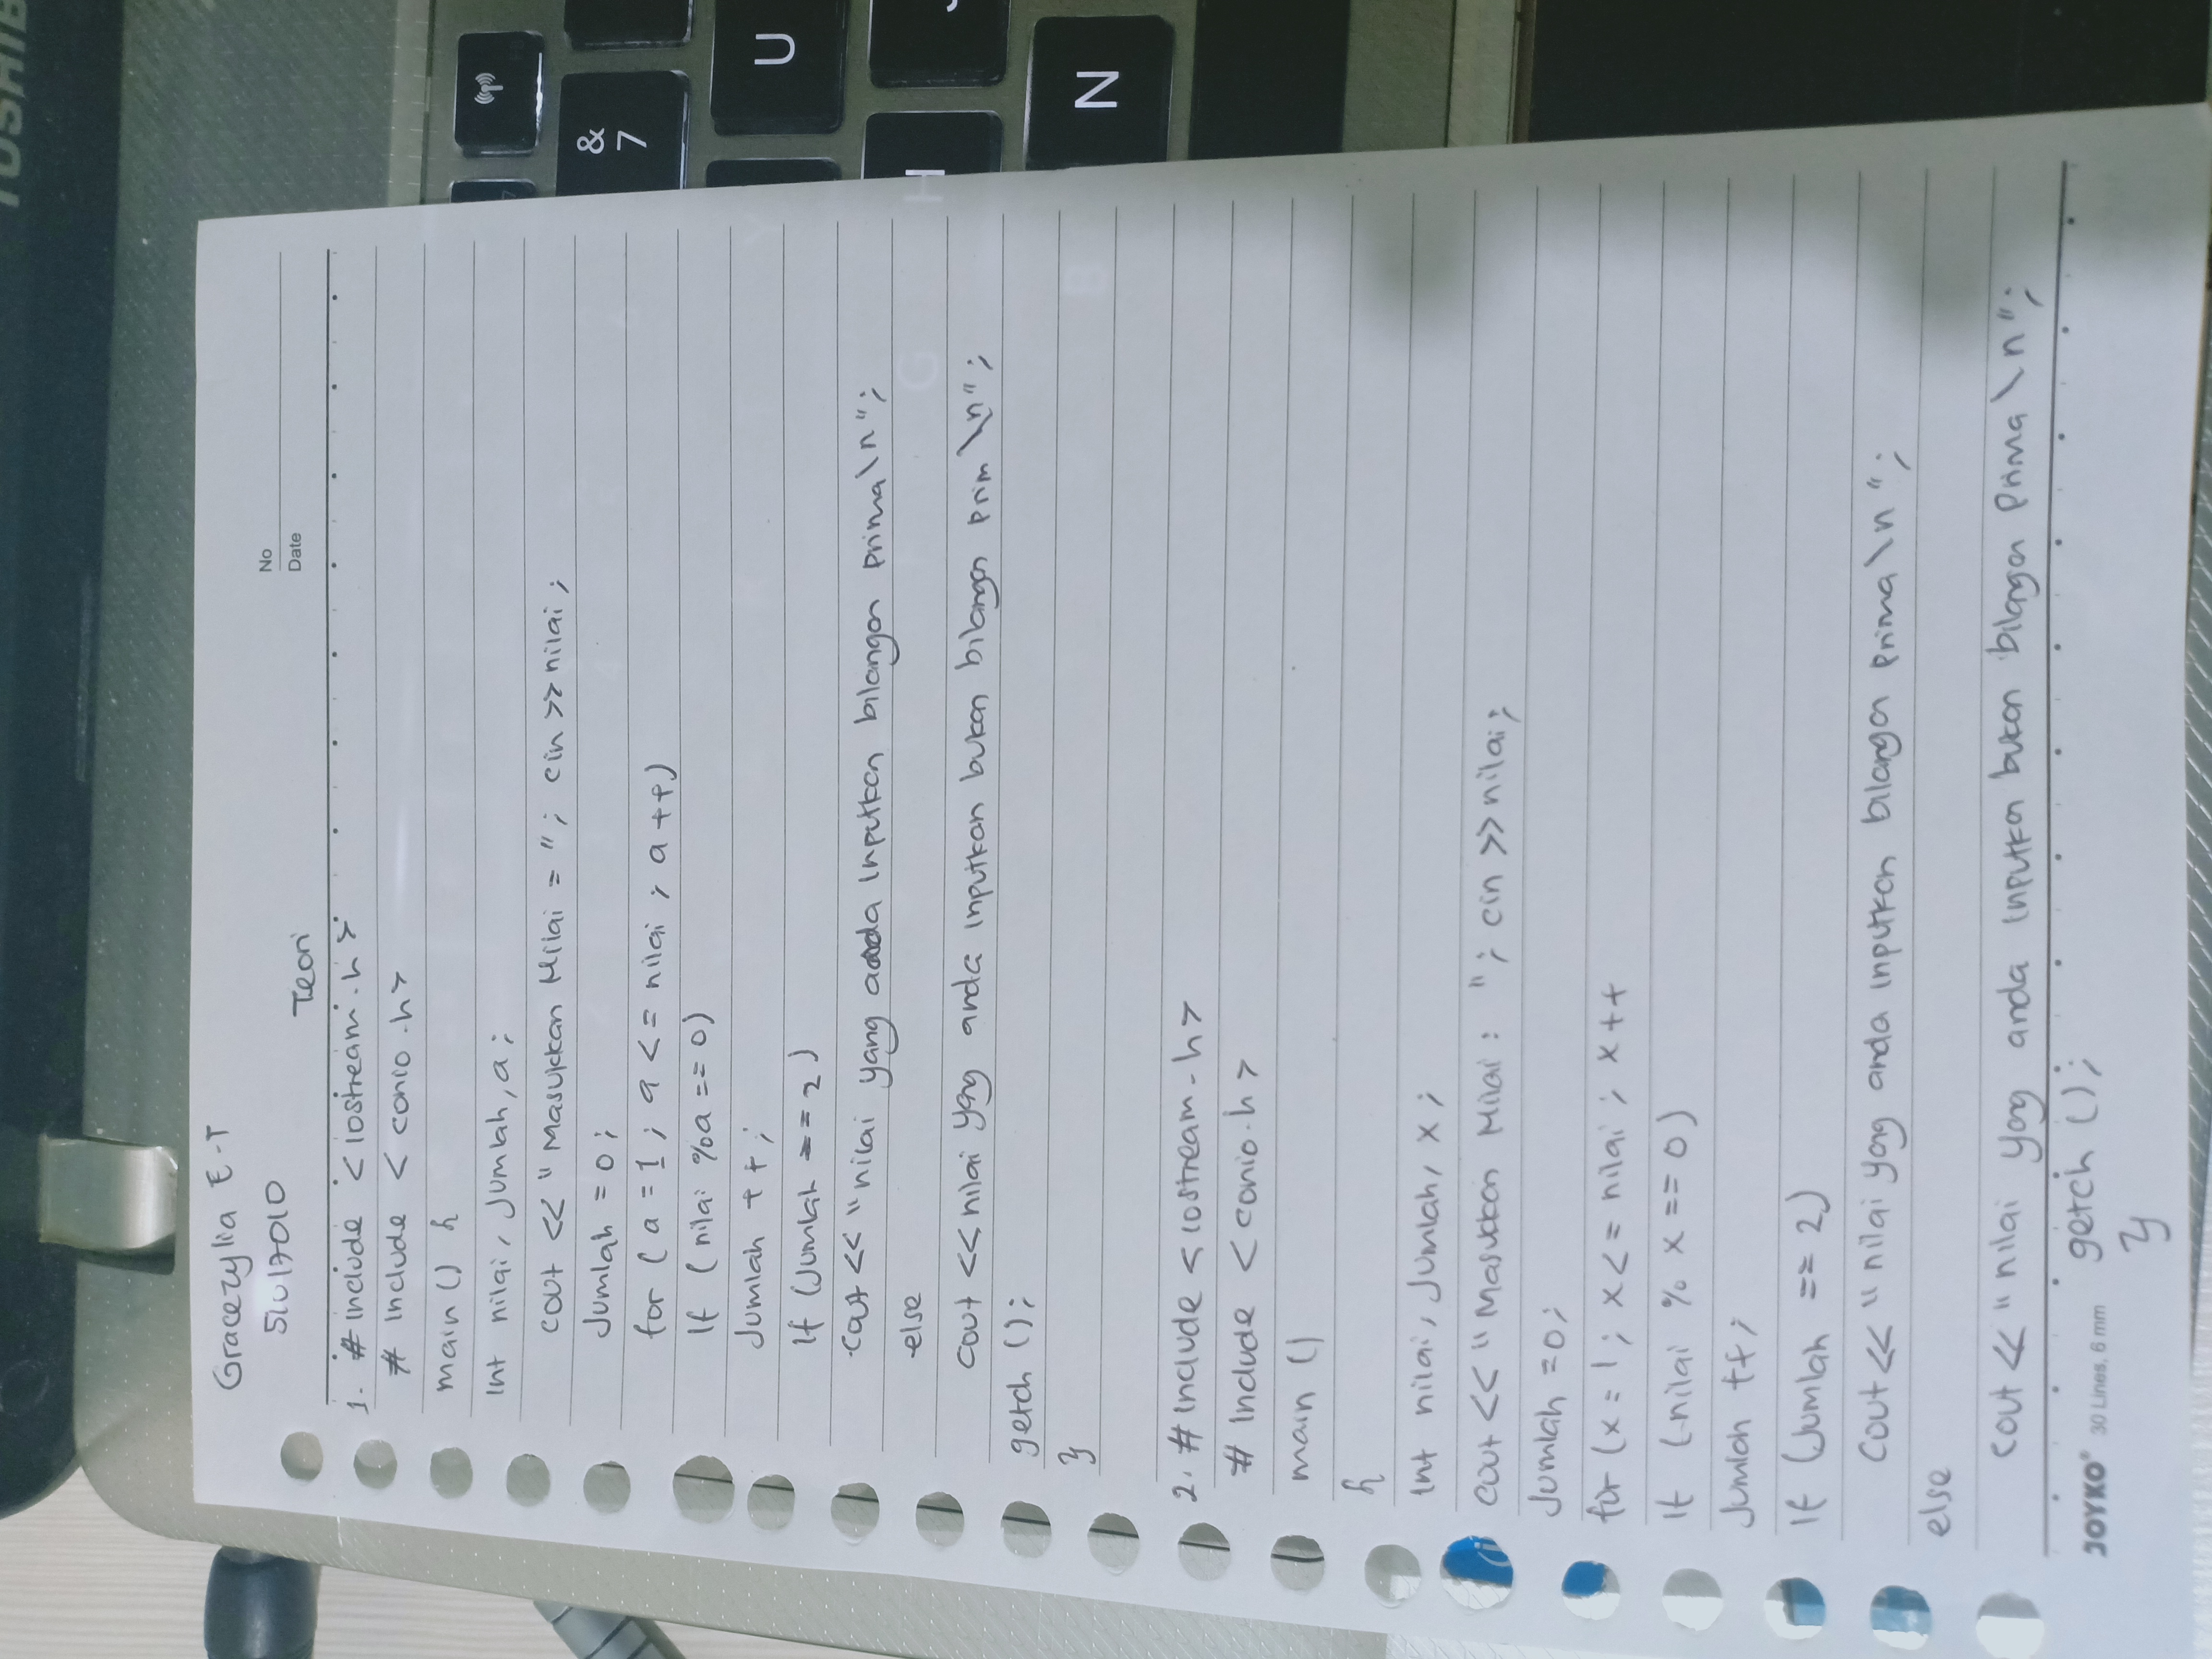 TOSHIB
&
7
U
H
N
No
Date
Gracezylia E-T
51017010
Teori
1. #include <iostream.h>
# include < conio.h>
main () {
Int nilai, Jumlah, a;
cout << "Masukkan Nilai = "; cin >> nilai;
Jumlah = 0;
for ( a = 1 ; a <= nilai ; a ++)
If ( nilai % a == 0)
Jumlah ++;
If (Jumlah == 2)
cout << "nilai yang anda Inputkan bilangan prima\n";
else
cout << nilai yang anda Inputkan bukan bilangan prim \n";
getch ();
}
2. # Include < iostream.h>
# Include < conio.h >
main ()
{
Int nilai, Jumlah, x ;
cout << "Masukkan Nilai : "; cin >> nilai;
Jumlah =0;
for (x = 1 ; x <= nilai ; x ++
If (nilai % x == 0)
Jumlah ++;
If (Jumlah == 2)
Cout << "nilai yang anda Inputkan bilangan Prima \n";
else
Cout << "nilai yang anda Inputkan bukan bilangan Prima \n";
getch ();
}
JOYKO® 30 Lines, 6 mm